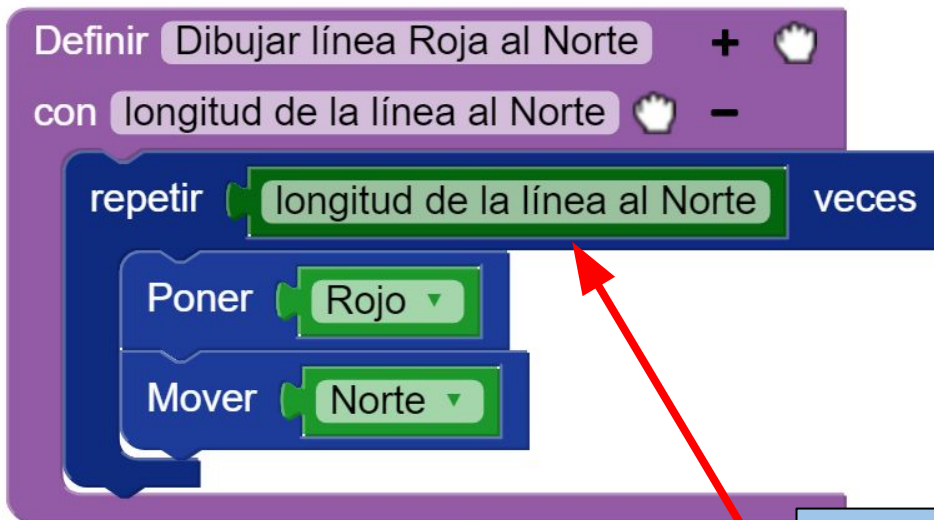 Definir Dibujar línea Roja al Norte +
con longitud de la línea al Norte −
repetir longitud de la línea al Norte veces
Poner Rojo
Mover Norte